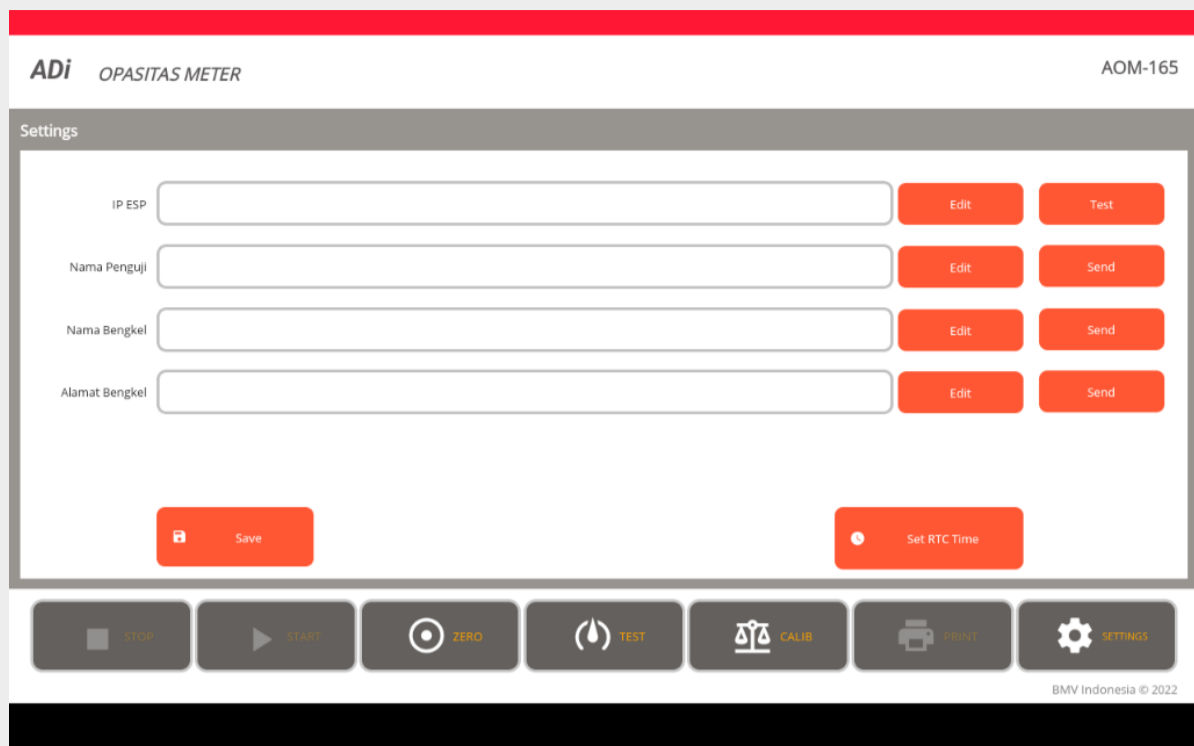 ADi OPASITAS METER AOM-165
Settings
IP ESP Edit Test
Nama Penguji Edit Send
Nama Bengkel Edit Send
Alamat Bengkel Edit Send
Save Set RTC Time
STOP START ZERO TEST CALIB PRINT SETTINGS
BMV Indonesia © 2022